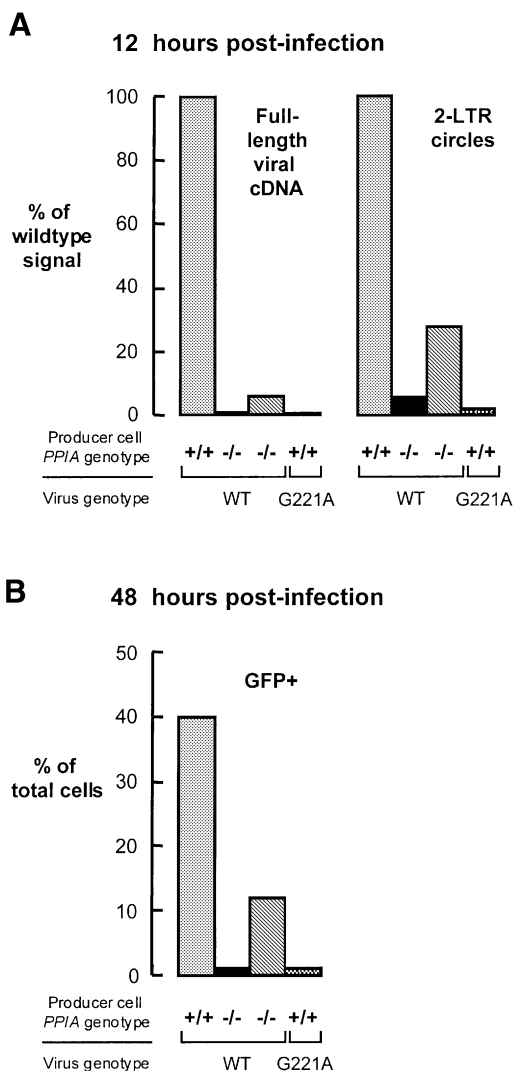 A
12 hours post-infection
100
80
60
40
20
0
% of
wildtype
signal
Full-
length
viral
cDNA
2-LTR
circles
Producer cell
PPIA genotype
+/+ -/- -/- +/+ +/+ -/- -/- +/+
Virus genotype WT G221A WT G221A
B
48 hours post-infection
50
40
30
20
10
0
% of
total cells
GFP+
Producer cell
PPIA genotype
+/+ -/- -/- +/+
Virus genotype WT G221A